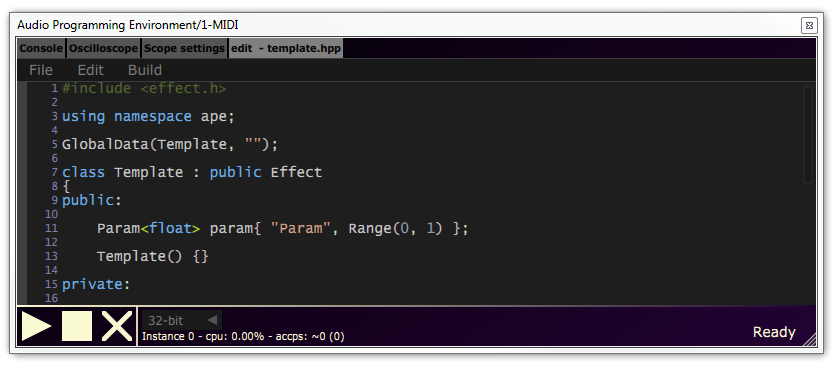 Audio Programming Environment/1-MIDI
Console Oscilloscope Scope settings edit - template.hpp
File Edit Build
1 #include <effect.h>
2
3 using namespace ape;
4
5 GlobalData(Template, "");
6
7 class Template : public Effect
8 {
9 public:
10
11     Param<float> param{ "Param", Range(0, 1) };
12
13     Template() {}
14
15 private:
16
32-bit
Instance 0 - cpu: 0.00% - accps: ~0 (0)
Ready